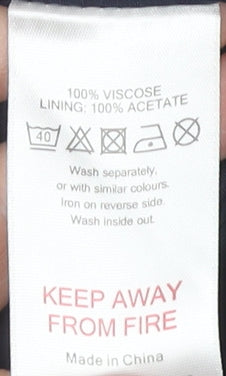 100% VISCOSE
LINING: 100% ACETATE
40
Wash separately,
or with similar colours.
Iron on reverse side.
Wash inside out.
KEEP AWAY
FROM FIRE
Made in China